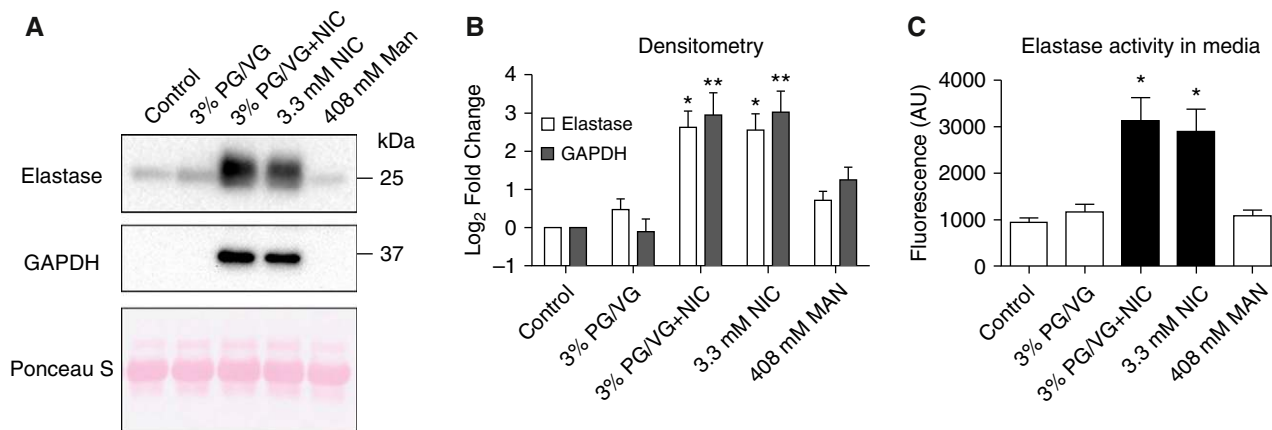 A
Control
3% PG/VG
3% PG/VG+NIC
3.3 mM NIC
408 mM Man
kDa
Elastase
25
GAPDH
37
Ponceau S
B
Densitometry
Log2 Fold Change
4
3
2
1
0
–1
Elastase
GAPDH
* ** * **
Control
3% PG/VG
3% PG/VG+NIC
3.3 mM NIC
408 mM MAN
C
Elastase activity in media
Fluorescence (AU)
4000
3000
2000
1000
0
* *
Control
3% PG/VG
3% PG/VG+NIC
3.3 mM NIC
408 mM MAN